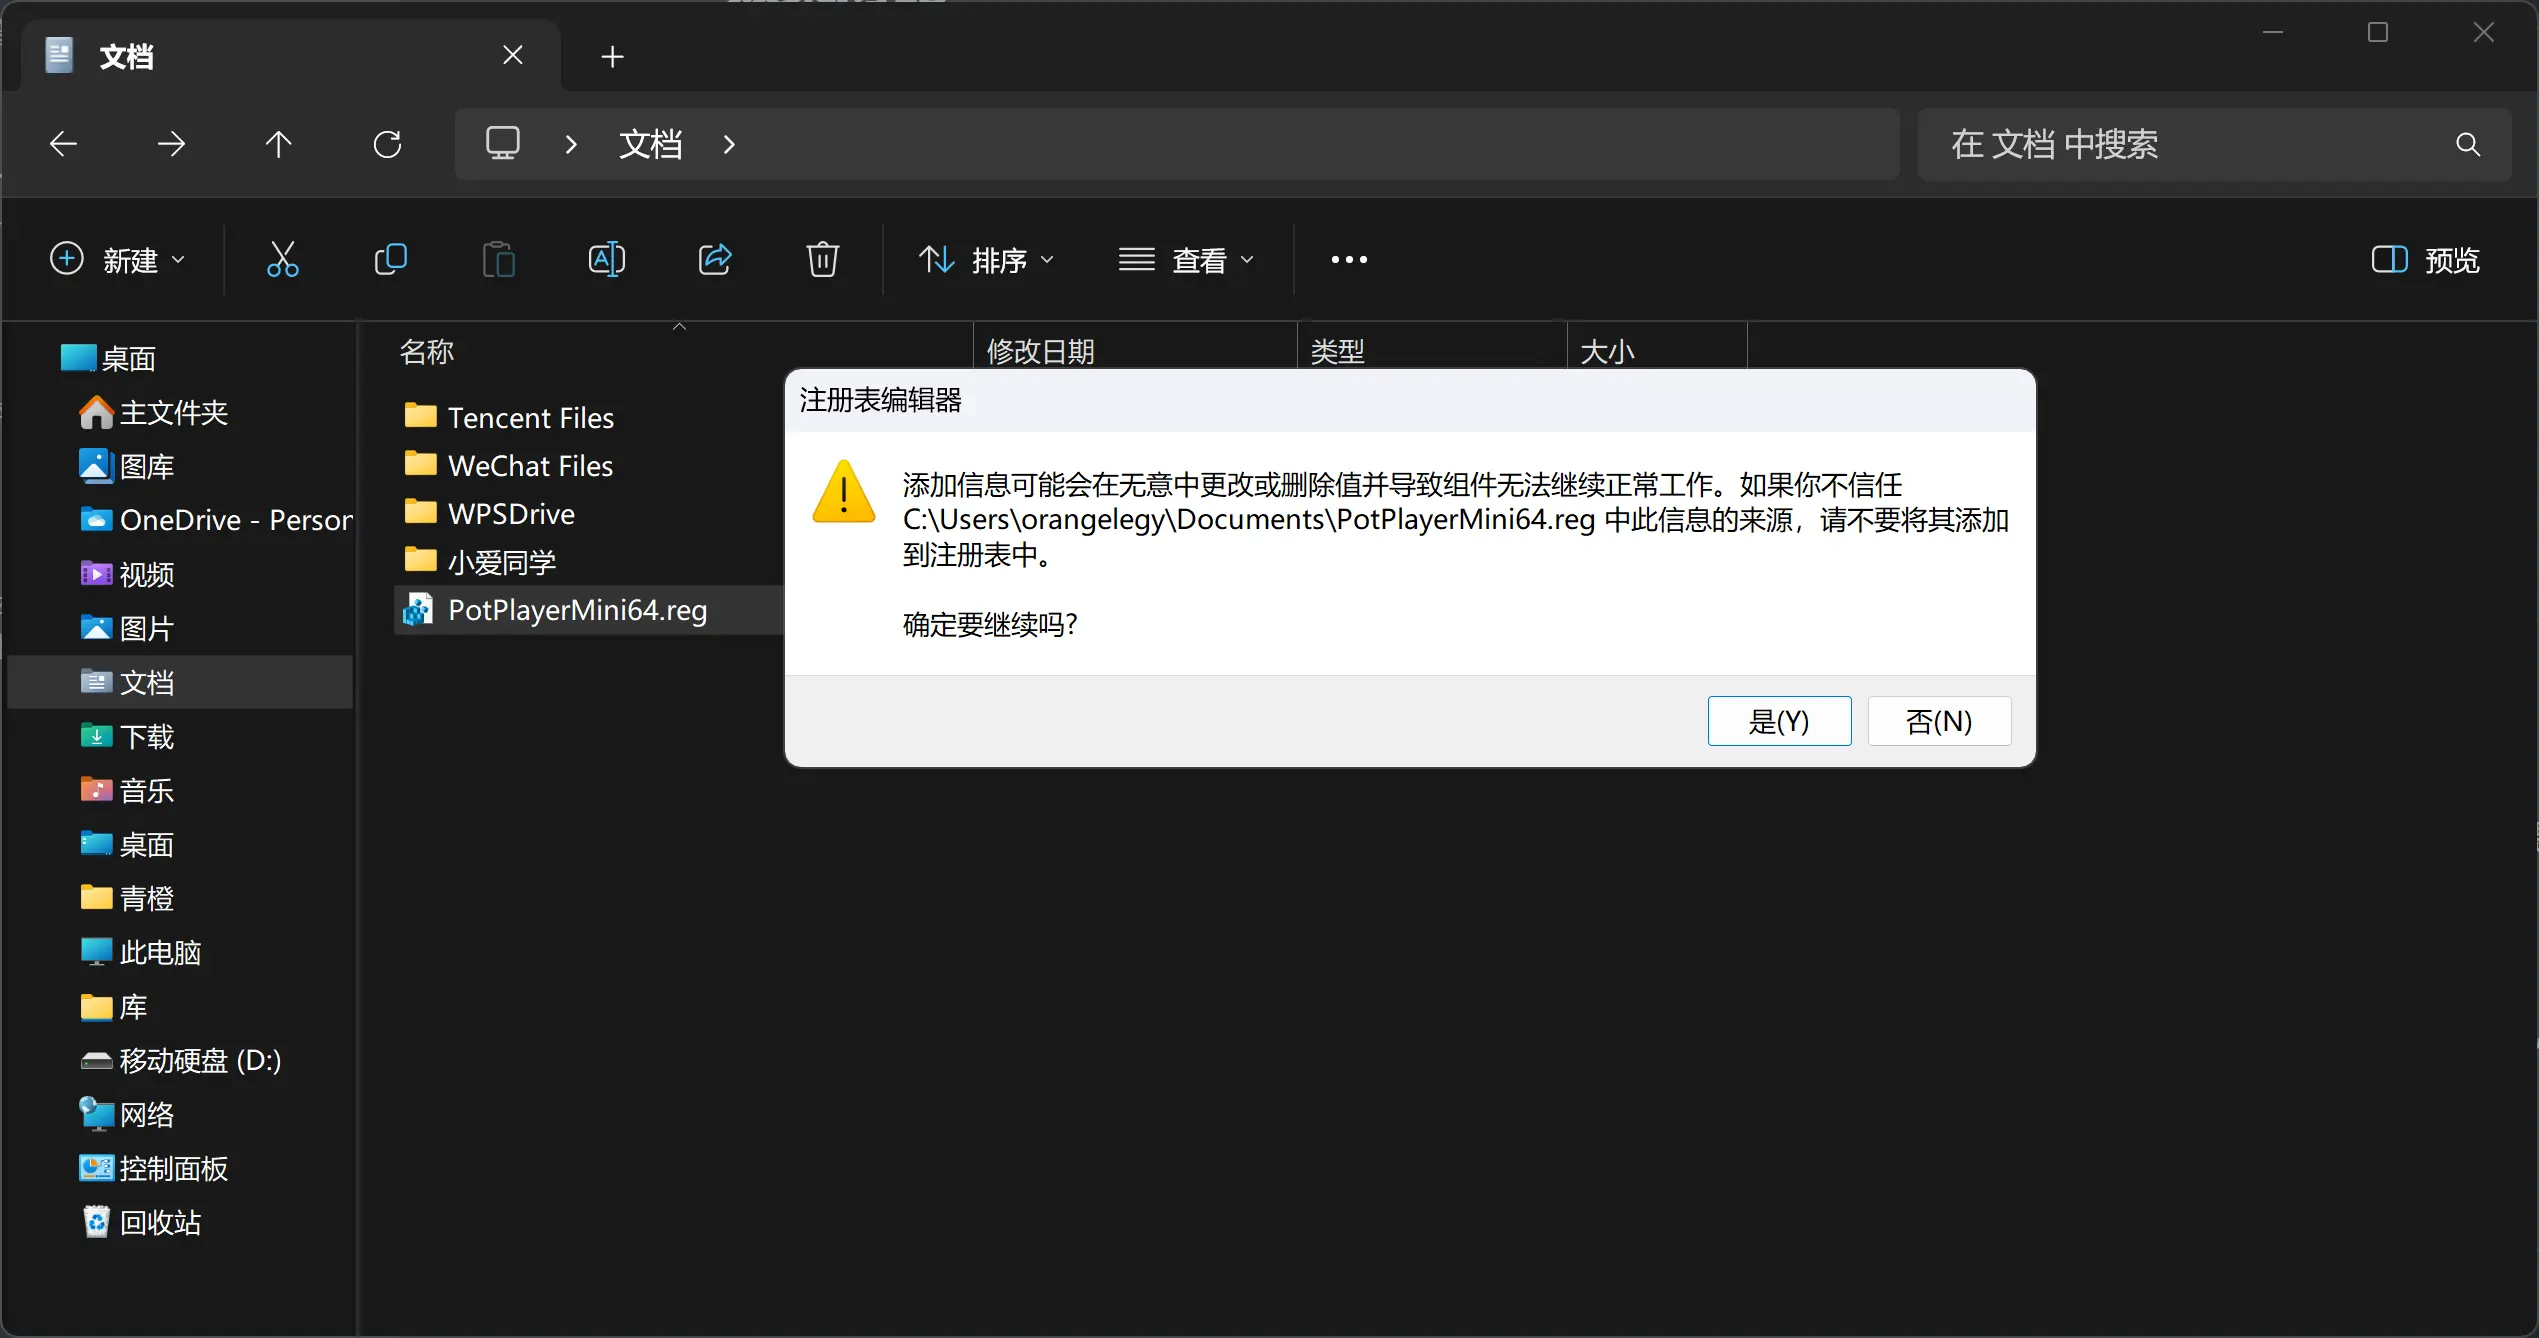 文档
文档
在 文档 中搜索
新建
排序
查看
预览
名称
修改日期
类型
大小
桌面
主文件夹
图库
OneDrive - Person
视频
图片
文档
下载
音乐
桌面
青橙
此电脑
库
移动硬盘 (D:)
网络
控制面板
回收站
Tencent Files
WeChat Files
WPSDrive
小爱同学
PotPlayerMini64.reg
注册表编辑器
添加信息可能会在无意中更改或删除值并导致组件无法继续正常工作。如果你不信任
C:\Users\orangelegy\Documents\PotPlayerMini64.reg 中此信息的来源，请不要将其添加
到注册表中。
确定要继续吗?
是(Y)
否(N)